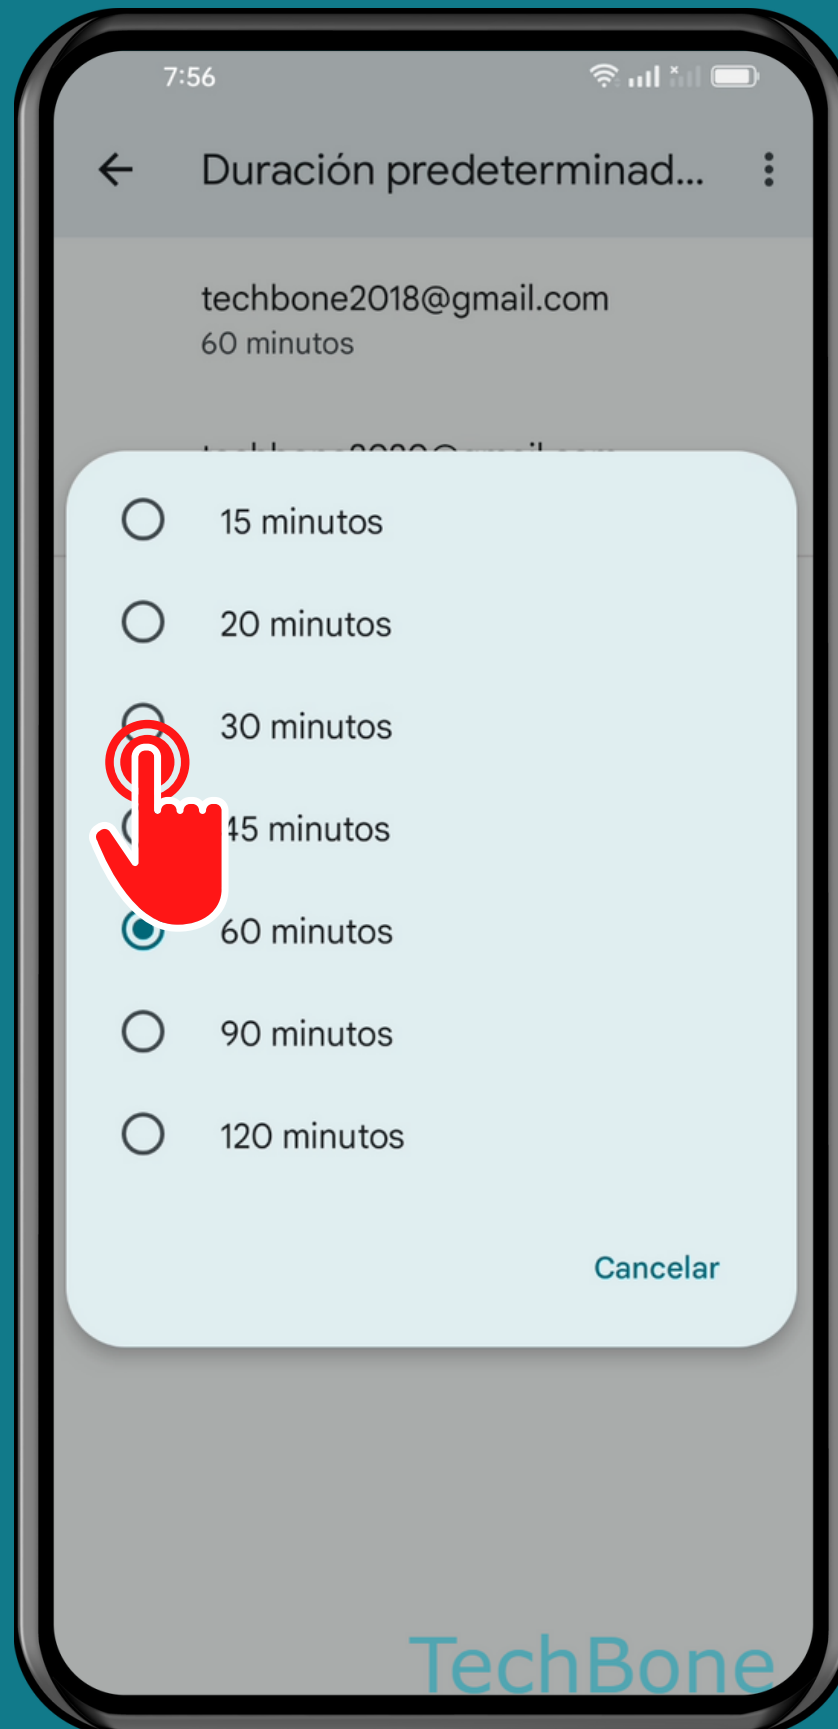 7:56
Duración predeterminad...
techbone2018@gmail.com
60 minutos
15 minutos
20 minutos
30 minutos
45 minutos
60 minutos
90 minutos
120 minutos
Cancelar
TechBone